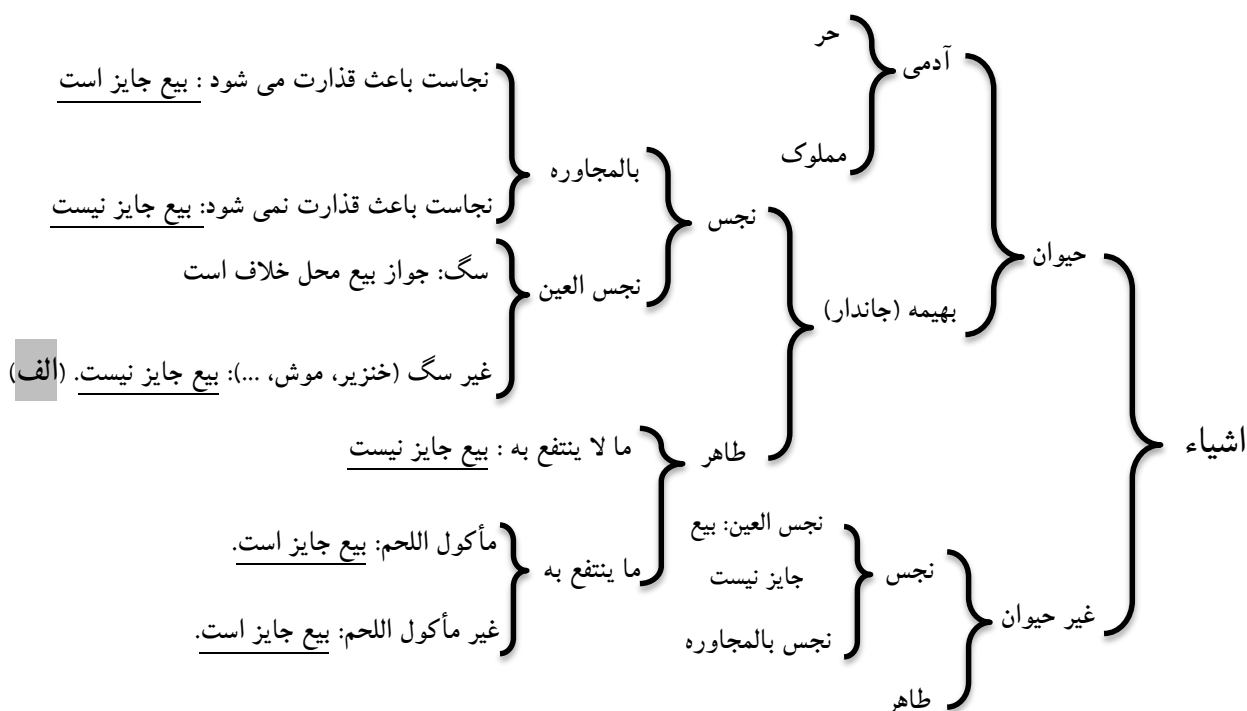 اشیاء
حیوان
آدمی
حر
مملوک
بهیمه (جاندار)
نجس
بالمجاوره
نجاست باعث قذارت می شود : بیع جایز است
نجاست باعث قذارت نمی شود: بیع جایز نیست
نجس العین
سگ: جواز بیع محل خلاف است
غیر سگ (خنزیر، موش، ...): بیع جایز نیست. (الف)
طاهر
ما لا ینتفع به : بیع جایز نیست
ما ینتفع به
مأکول اللحم: بیع جایز است.
غیر مأکول اللحم: بیع جایز است.
غیر حیوان
نجس
نجس العین: بیع
جایز نیست
نجس بالمجاوره
طاهر